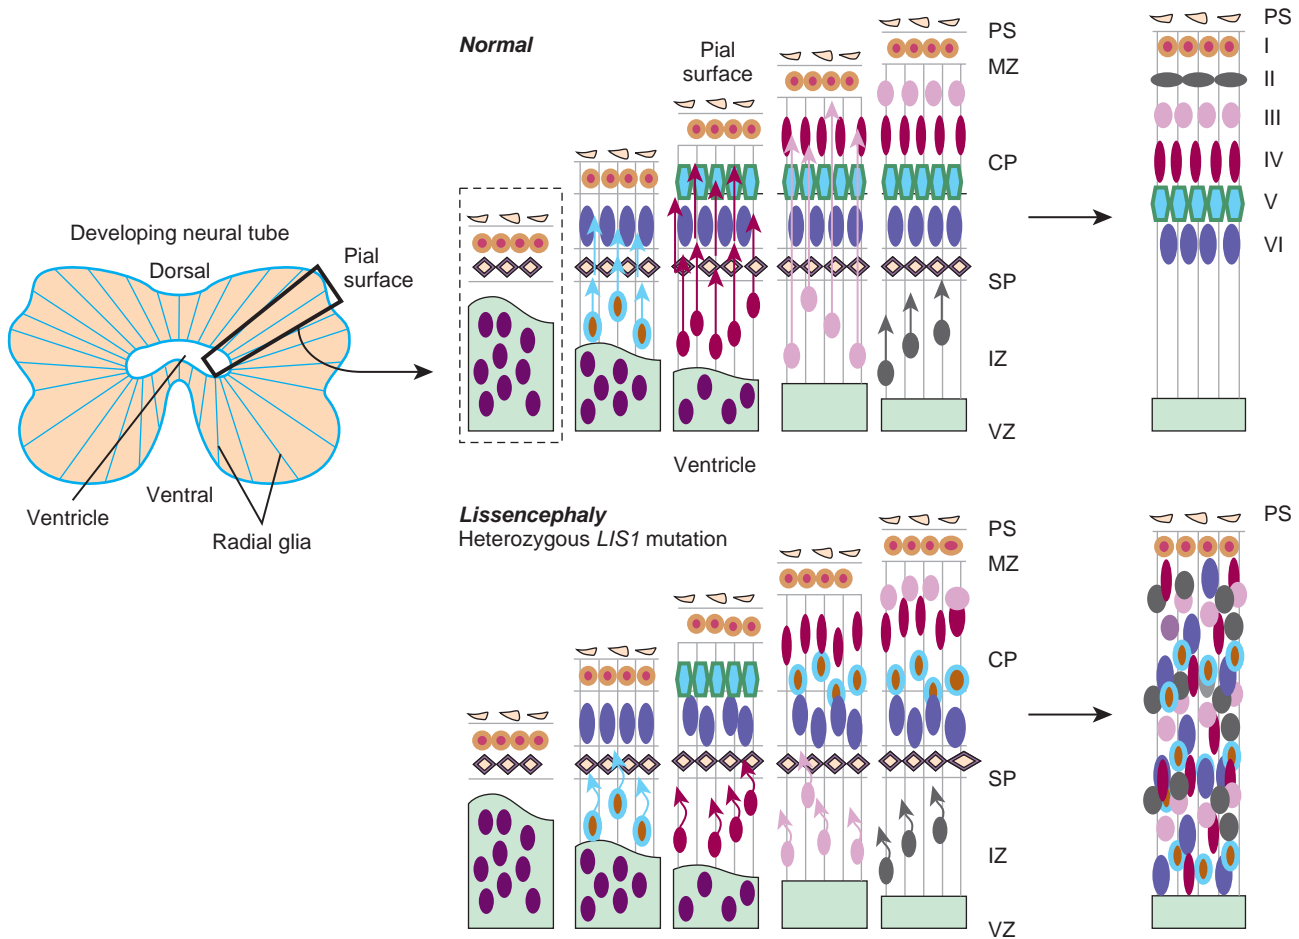 Normal
Pial
surface
PS
MZ
CP
SP
IZ
VZ
PS
I
II
III
IV
V
VI
Developing neural tube
Dorsal
Pial
surface
Ventral
Ventricle
Radial glia
Ventricle
Lissencephaly
Heterozygous LIS1 mutation
PS
MZ
CP
SP
IZ
VZ
PS